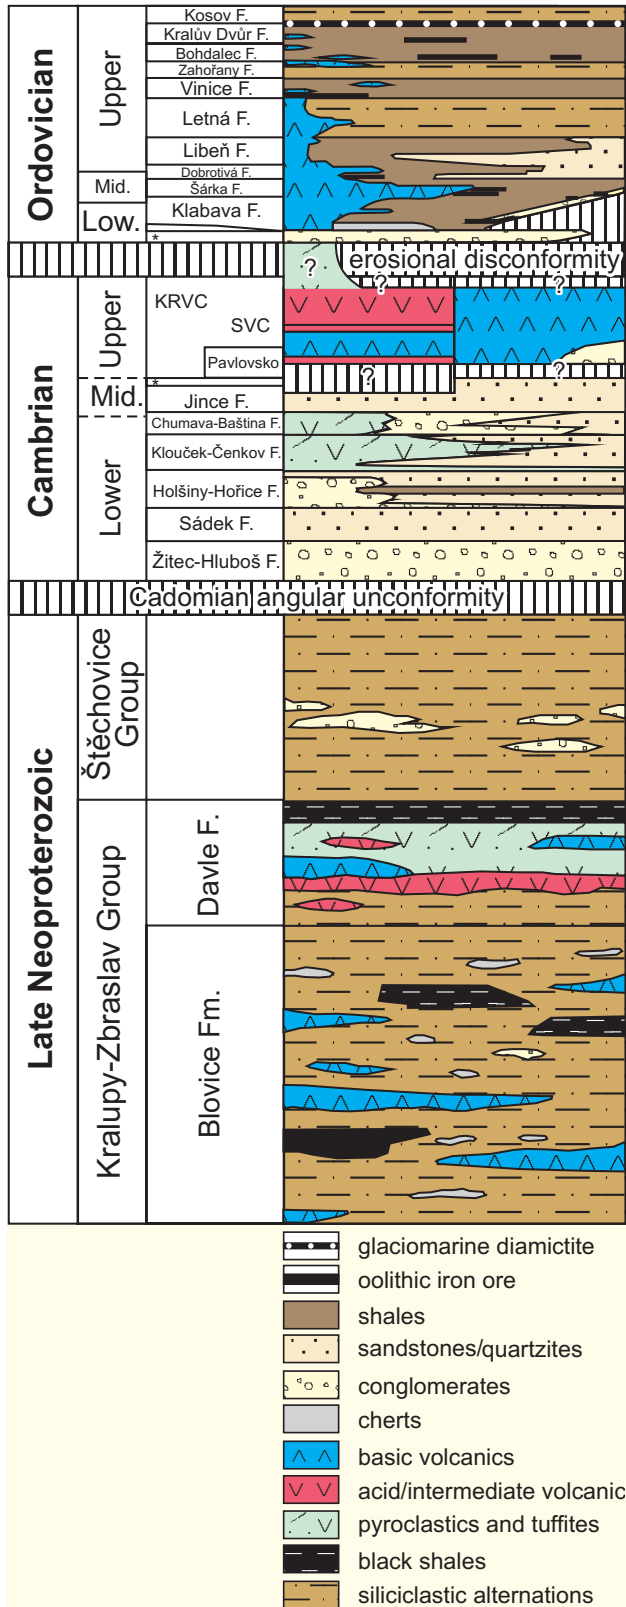 Ordovician
Upper
Mid.
Low.
Kosov F.
Kralův Dvůr F.
Bohdalec F.
Zahořany F.
Vinice F.
Letná F.
Libeň F.
Dobrotivá F.
Šárka F.
Klabava F.
*
?
erosional disconformity
?
Cambrian
Upper
Mid.
Lower
KRVC
SVC
Pavlovsko
*
?
?
Jince F.
Chumava-Baština F.
Klouček-Čenkov F.
Holšiny-Hořice F.
Sádek F.
Žitec-Hluboš F.
Cadomian angular unconformity
Late Neoproterozoic
Štěchovice
Group
Kralupy-Zbraslav Group
Davle F.
Blovice Fm.
glaciomarine diamictite
oolithic iron ore
shales
sandstones/quartzites
conglomerates
cherts
basic volcanics
acid/intermediate volcanic
pyroclastics and tuffites
black shales
siliciclastic alternations